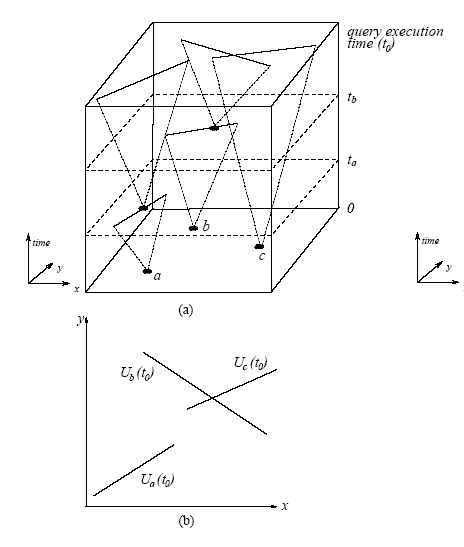 query execution
time (t0)
tb
ta
0
b
c
a
time
y
x
time
y
(a)
y
Ub(t0)
Uc(t0)
Ua(t0)
x
(b)